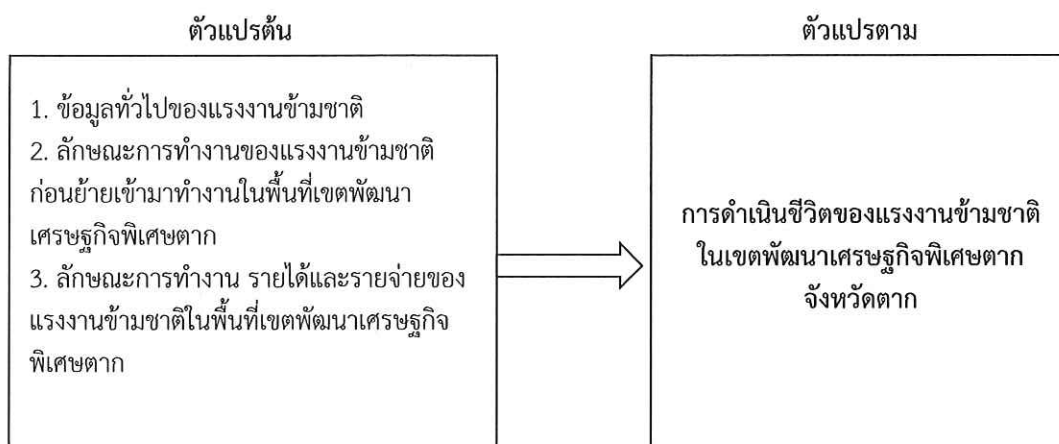 ตัวแปรต้น
1. ข้อมูลทั่วไปของแรงงานข้ามชาติ
2. ลักษณะการทำงานของแรงงานข้ามชาติ
ก่อนย้ายเข้ามาทำงานในพื้นที่เขตพัฒนา
เศรษฐกิจพิเศษตาก
3. ลักษณะการทำงาน รายได้และรายจ่ายของ
แรงงานข้ามชาติในพื้นที่เขตพัฒนาเศรษฐกิจ
พิเศษตาก
ตัวแปรตาม
การดำเนินชีวิตของแรงงานข้ามชาติ
ในเขตพัฒนาเศรษฐกิจพิเศษตาก
จังหวัดตาก